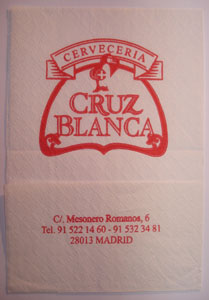 CERVECERIA
CRUZ
BLANCA
C/. Mesonero Romanos, 6
Tel. 91 522 14 60 - 91 532 34 81
28013 MADRID